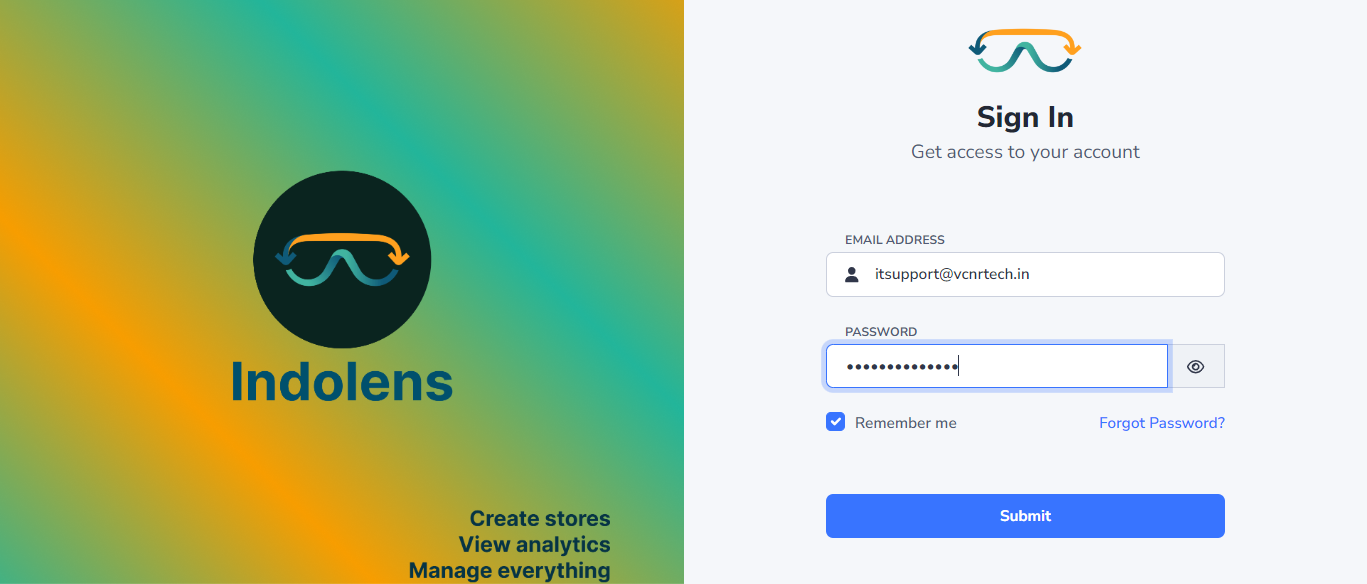 Indolens
Create stores
View analytics
Manage everything
Sign In
Get access to your account
EMAIL ADDRESS
itsupport@vcnrtech.in
PASSWORD
••••••••••••••
Remember me
Forgot Password?
Submit